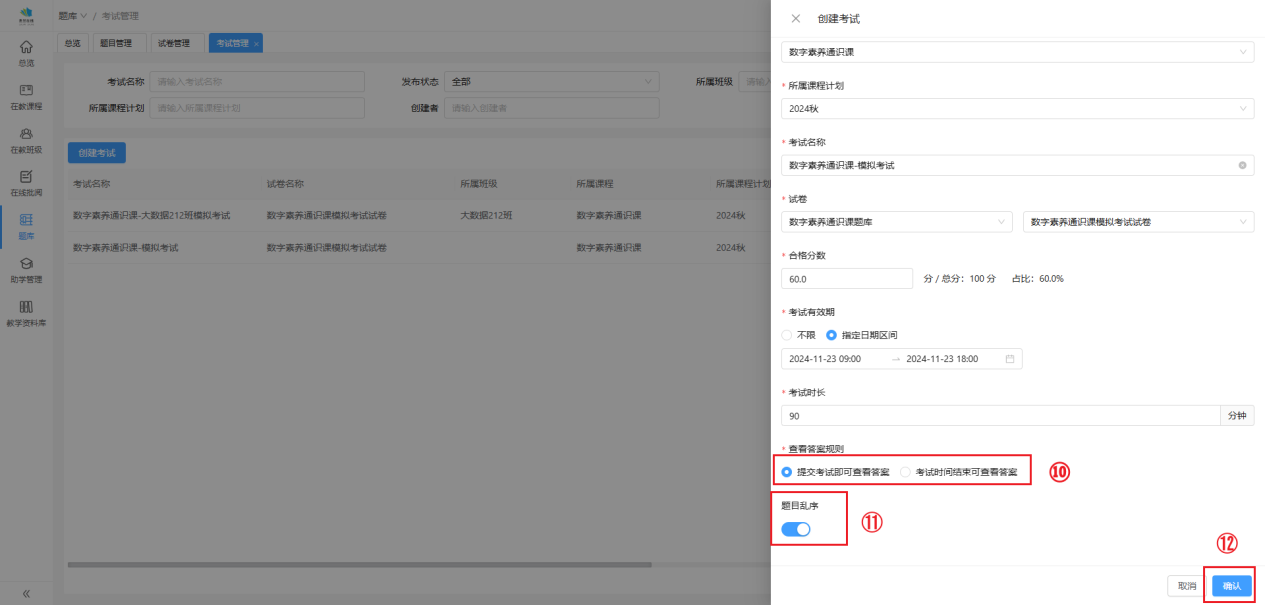 题库 / 考试管理
创建考试
总览
题目管理
试卷管理
考试管理
总览
在教课程
在教班级
在线批阅
题库
助学管理
教学资料库
考试名称 请输入考试名称
发布状态 全部
所属班级 请输入
所属课程计划 请输入所属课程计划
创建者 请输入创建者
创建考试
考试名称 试卷名称 所属班级 所属课程 所属课程计划
数字素养通识课-大数据212班模拟考试 数字素养通识课模拟考试试卷 大数据212班 数字素养通识课 2024秋
数字素养通识课-模拟考试 数字素养通识课模拟考试试卷 数字素养通识课 2024秋
数字素养通识课
* 所属课程计划
2024秋
* 考试名称
数字素养通识课-模拟考试
* 试卷
数字素养通识课题库 数字素养通识课模拟考试试卷
* 合格分数
60.0 分 / 总分: 100 分 占比: 60.0%
* 考试有效期
不限 指定日期区间
2024-11-23 09:00 → 2024-11-23 18:00
* 考试时长
90 分钟
* 查看答案规则
提交考试即可查看答案 考试时间结束可查看答案 ⑩
题目乱序
⑪
⑫
取消 确认